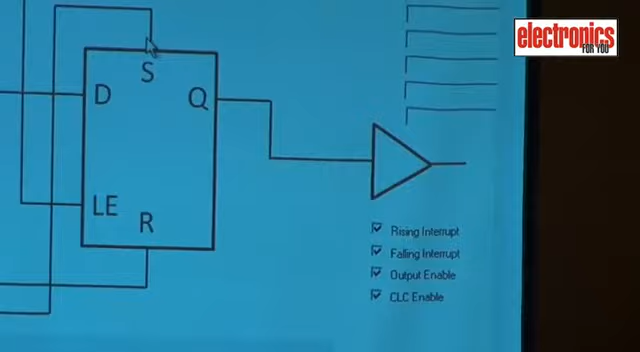 electronics
FOR YOU
S
D
Q
LE
R
Rising Interrupt
Falling Interrupt
Output Enable
CLC Enable